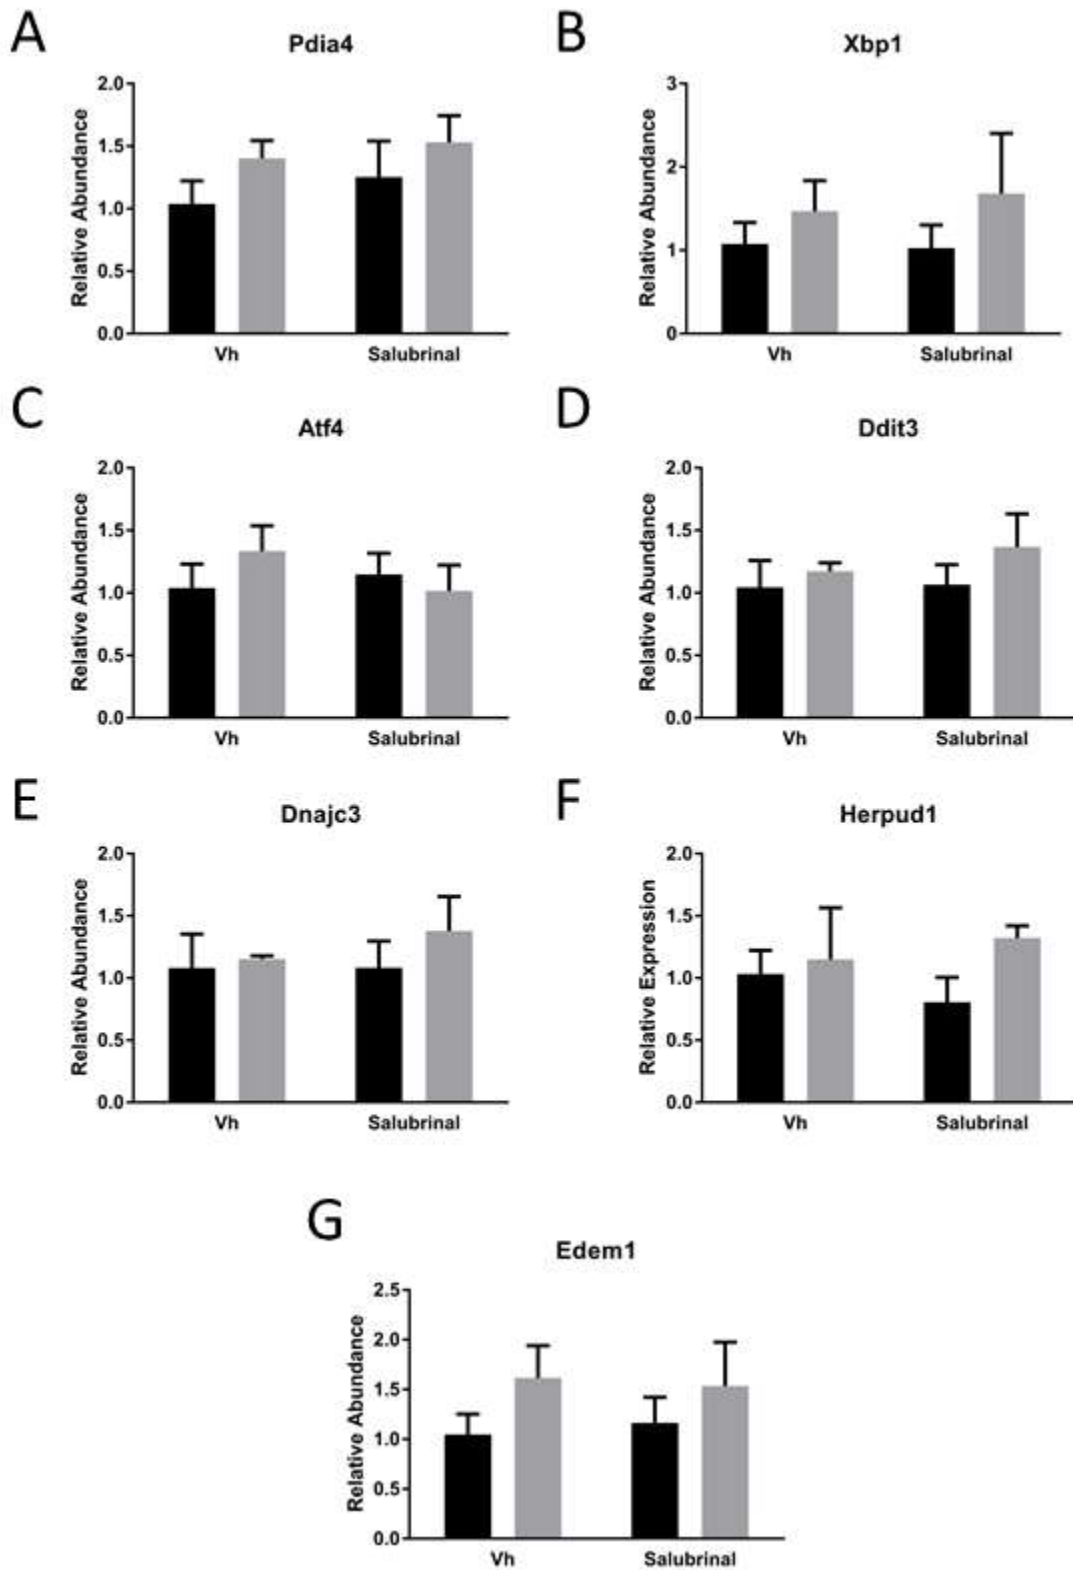 A
Pdia4
Relative Abundance
2.0
1.5
1.0
0.5
0.0
Vh
Salubrinal
B
Xbp1
Relative Abundance
3
2
1
0
Vh
Salubrinal
C
Atf4
Relative Abundance
2.0
1.5
1.0
0.5
0.0
Vh
Salubrinal
D
Ddit3
Relative Abundance
2.0
1.5
1.0
0.5
0.0
Vh
Salubrinal
E
Dnajc3
Relative Abundance
2.0
1.5
1.0
0.5
0.0
Vh
Salubrinal
F
Herpud1
Relative Expression
2.0
1.5
1.0
0.5
0.0
Vh
Salubrinal
G
Edem1
Relative Abundance
2.5
2.0
1.5
1.0
0.5
0.0
Vh
Salubrinal